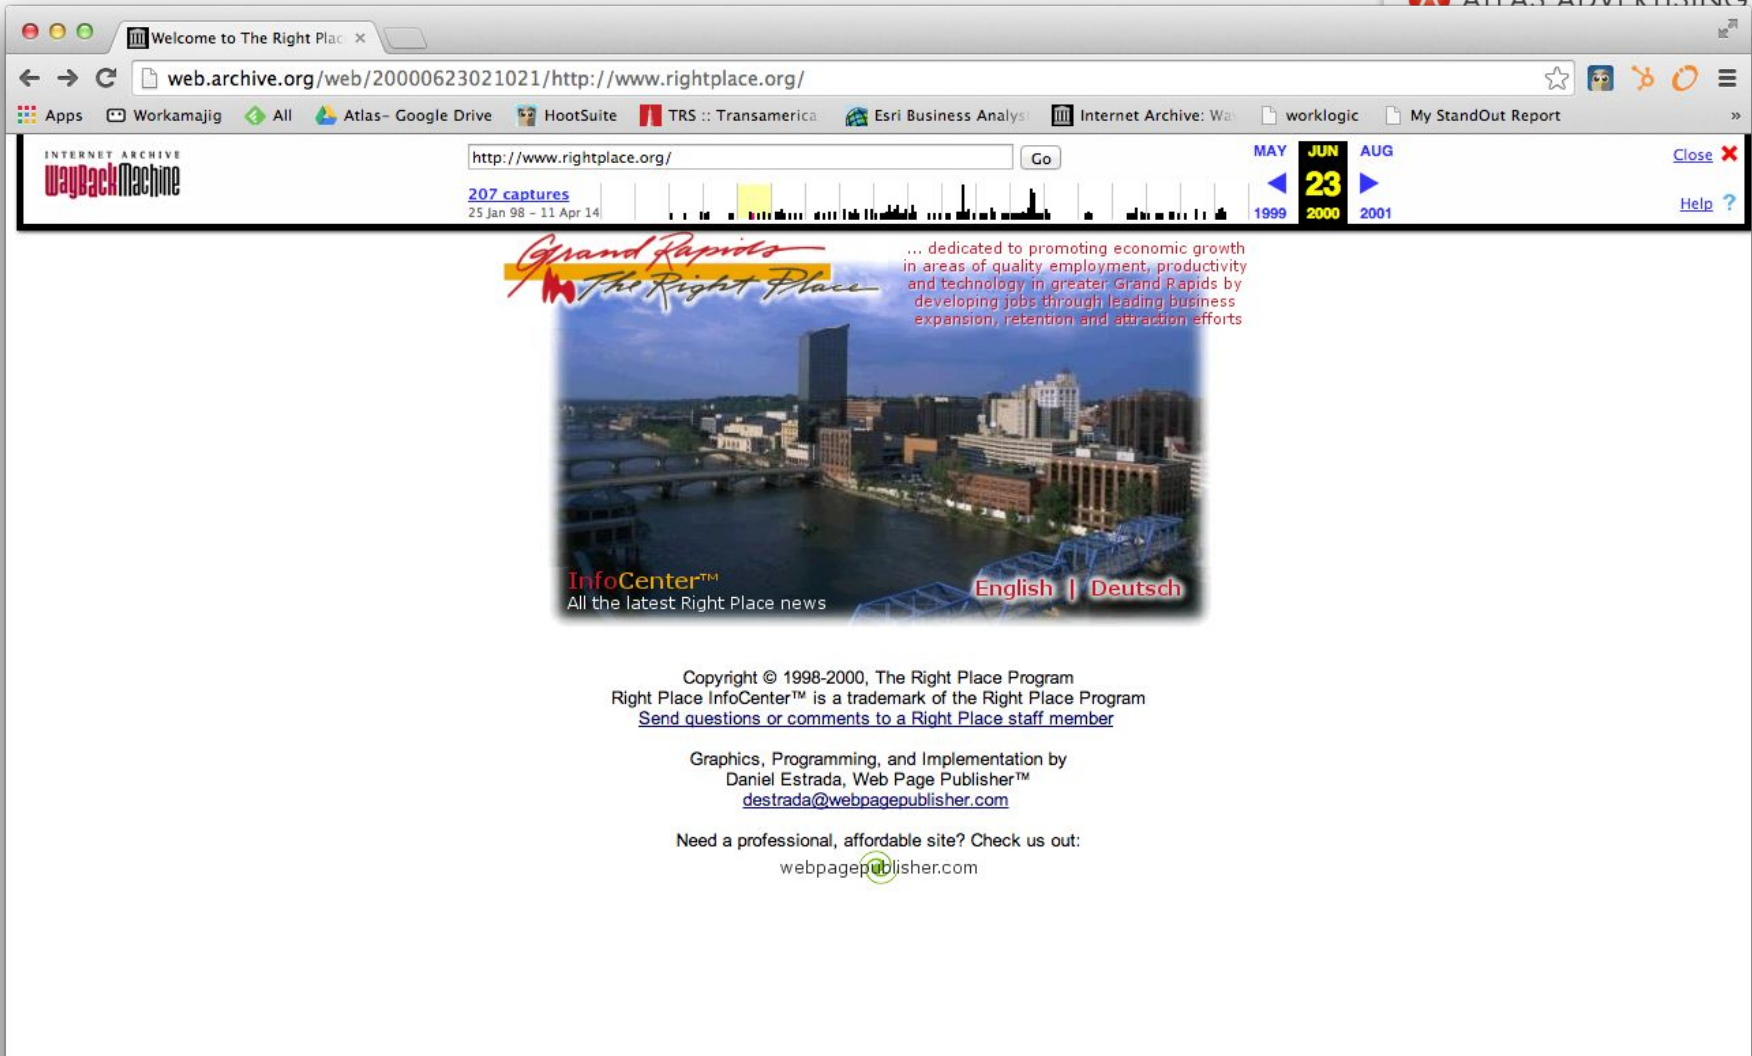 ATLAS ADVERTISING
Welcome to The Right Plac
web.archive.org/web/20000623021021/http://www.rightplace.org/
Apps Workamajig All Atlas- Google Drive HootSuite TRS :: Transamerica Esri Business Analys Internet Archive: Wa worklogic My StandOut Report »
INTERNET ARCHIVE
WayBackMachine
http://www.rightplace.org/ Go
207 captures
25 Jan 98 - 11 Apr 14
MAY JUN AUG
23
1999 2000 2001
Close
Help ?
Grand Rapids
The Right Place
... dedicated to promoting economic growth
in areas of quality employment, productivity
and technology in greater Grand Rapids by
developing jobs through leading business
expansion, retention and attraction efforts
InfoCenter™
All the latest Right Place news
English | Deutsch
Copyright © 1998-2000, The Right Place Program
Right Place InfoCenter™ is a trademark of the Right Place Program
Send questions or comments to a Right Place staff member
Graphics, Programming, and Implementation by
Daniel Estrada, Web Page Publisher™
destrada@webpagepublisher.com
Need a professional, affordable site? Check us out:
webpagepublisher.com